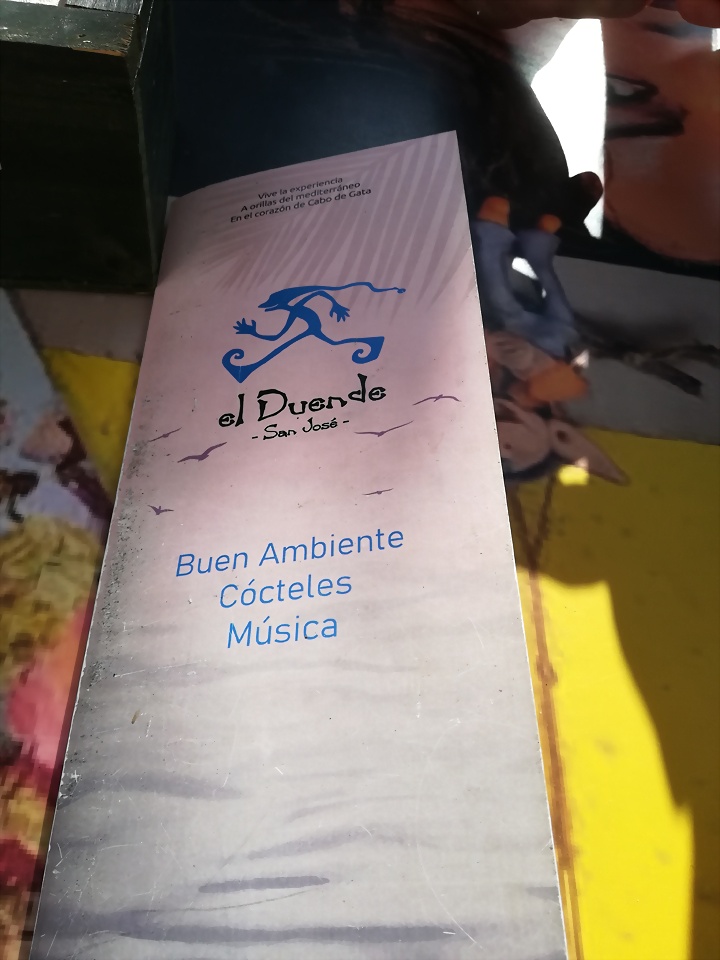 Vive la experiencia
A orillas del mediterráneo
En el corazón de Cabo de Gata
el Duende
- San José -
Buen Ambiente
Cócteles
Música